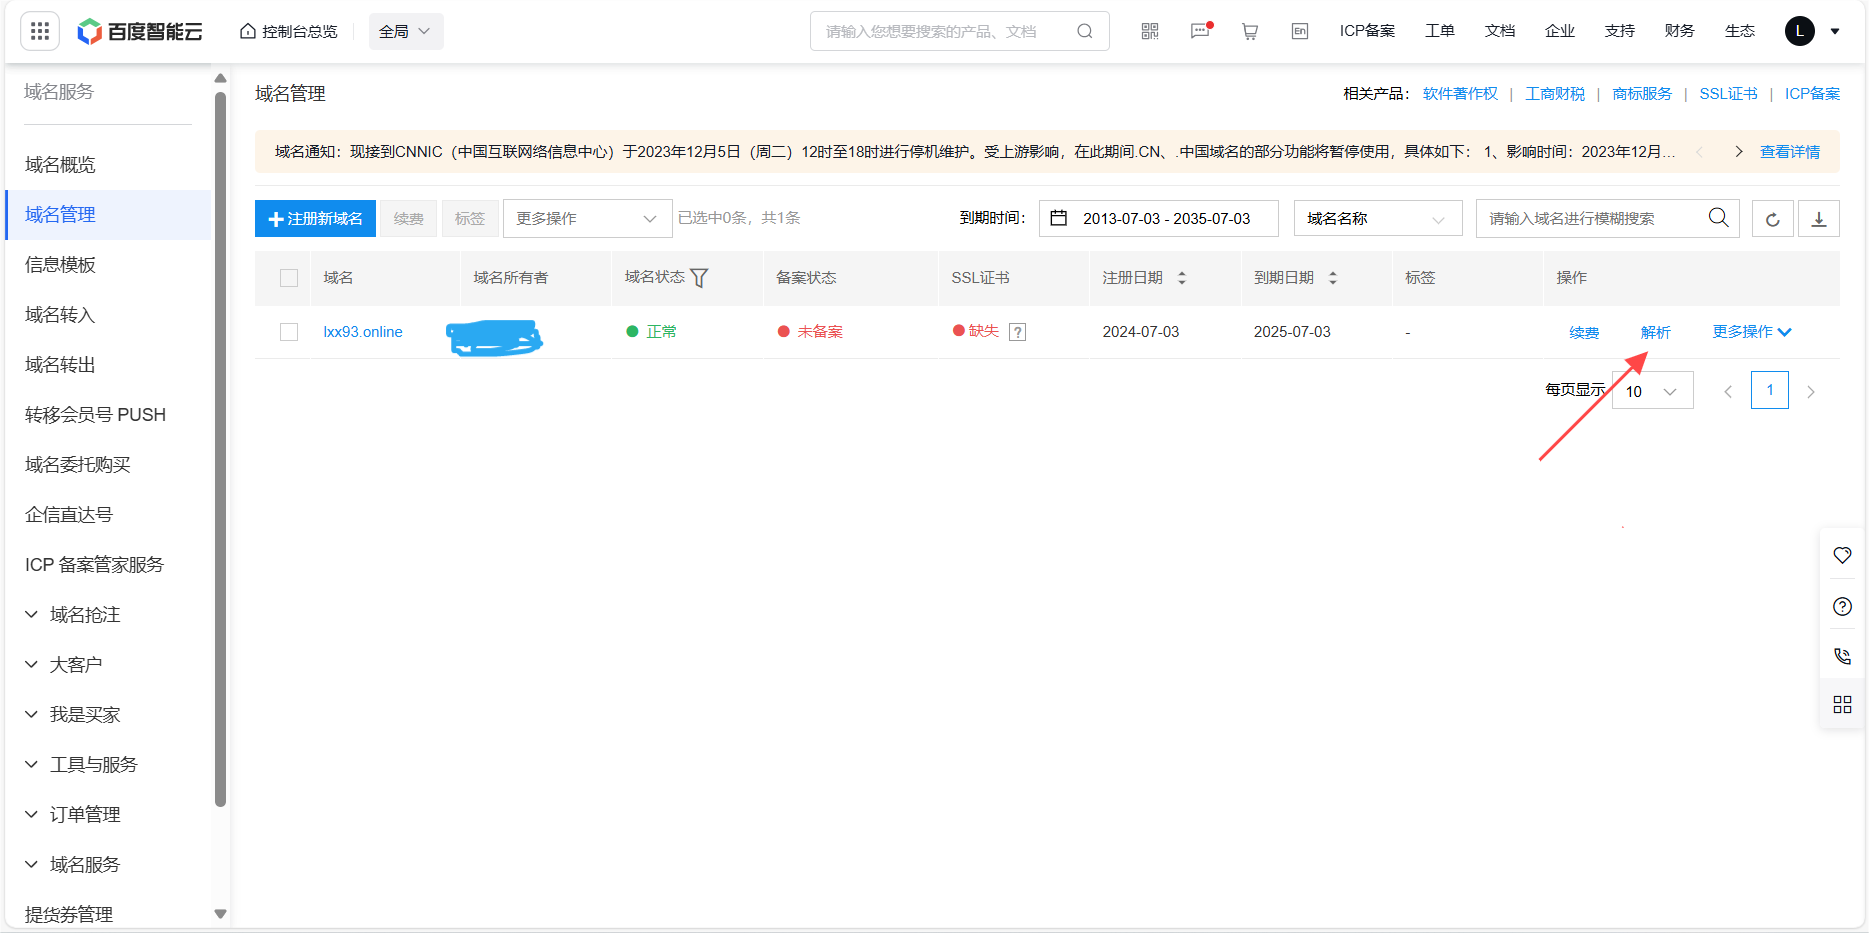 百度智能云
控制台总览
全局
请输入您想要搜索的产品、文档
En
ICP备案
工单
文档
企业
支持
财务
生态
L
域名服务
域名概览
域名管理
信息模板
域名转入
域名转出
转移会员号 PUSH
域名委托购买
企信直达号
ICP 备案管家服务
域名抢注
大客户
我是买家
工具与服务
订单管理
域名服务
提货券管理
域名管理
相关产品： 软件著作权 | 工商财税 | 商标服务 | SSL证书 | ICP备案
域名通知：现接到CNNIC（中国互联网络信息中心）于2023年12月5日（周二）12时至18时进行停机维护。受上游影响，在此期间.CN、.中国域名的部分功能将暂停使用，具体如下： 1、影响时间：2023年12月... 查看详情
注册新域名 续费 标签 更多操作 已选中0条，共1条 到期时间： 2013-07-03 - 2035-07-03 域名名称 请输入域名进行模糊搜索
域名 域名所有者 域名状态 备案状态 SSL证书 注册日期 到期日期 标签 操作
lxx93.online 正常 未备案 缺失 ? 2024-07-03 2025-07-03 - 续费 解析 更多操作
每页显示 10 1